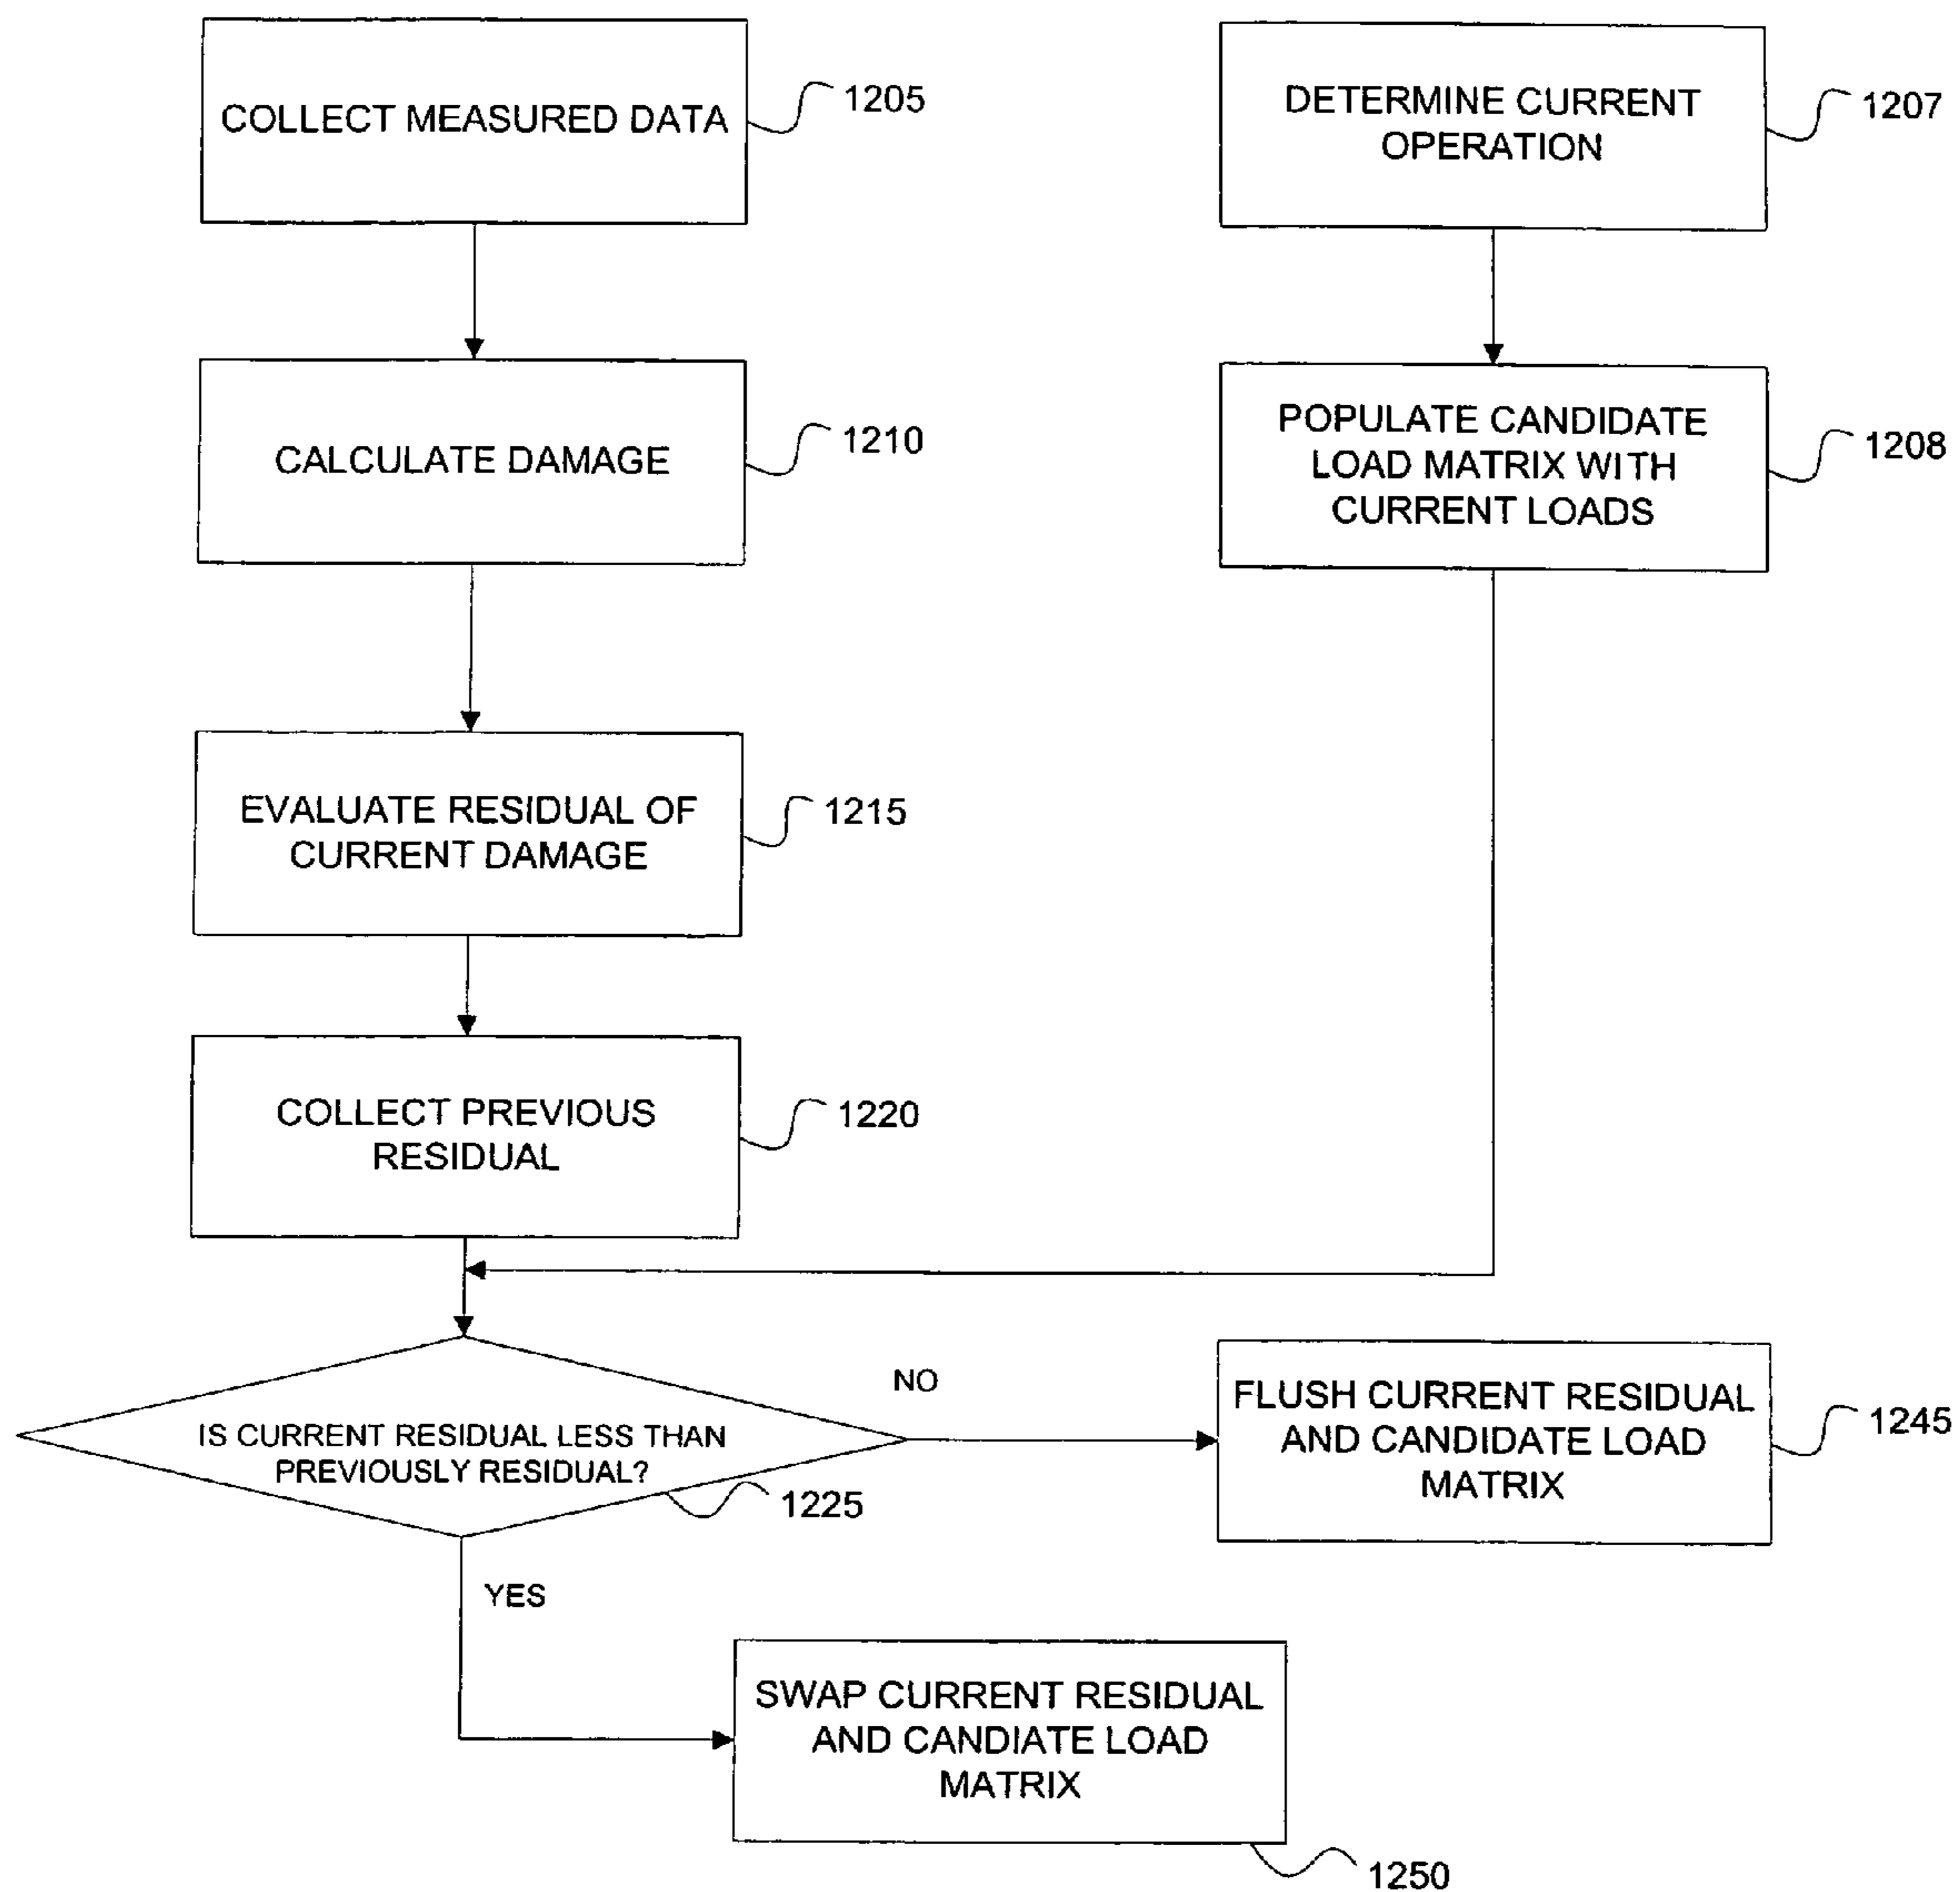 COLLECT MEASURED DATA
1205
DETERMINE CURRENT
OPERATION
1207
CALCULATE DAMAGE
1210
POPULATE CANDIDATE
LOAD MATRIX WITH
CURRENT LOADS
1208
EVALUATE RESIDUAL OF
CURRENT DAMAGE
1215
COLLECT PREVIOUS
RESIDUAL
1220
IS CURRENT RESIDUAL LESS THAN
PREVIOUSLY RESIDUAL?
1225
NO
FLUSH CURRENT RESIDUAL
AND CANDIDATE LOAD
MATRIX
1245
YES
SWAP CURRENT RESIDUAL
AND CANDIATE LOAD
MATRIX
1250